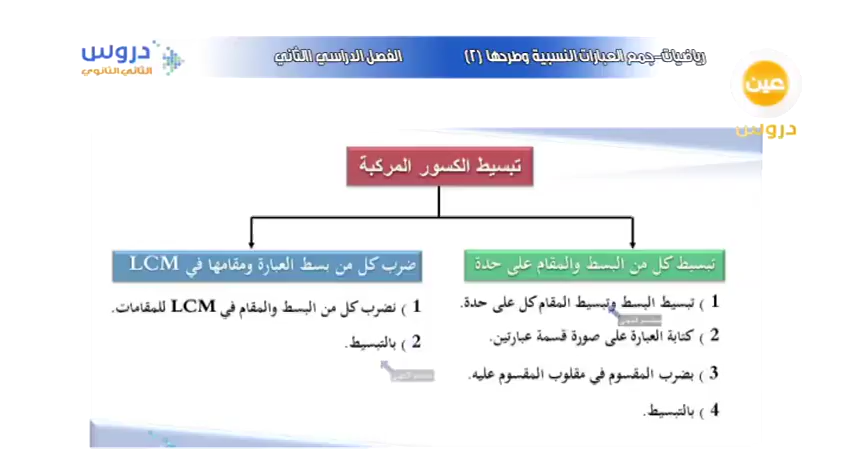 رياضيات-جمع العبارات النسبية وطرحها (٢)
الفصل الدراسي الثاني
دروس
الثاني الثانوي
عين
دروس
تبسيط الكسور المركبة
تبسيط كل من البسط والمقام على حدة
1 ) تبسيط البسط وتبسيط المقام كل على حدة.
2 ) كتابة العبارة على صورة قسمة عبارتين.
3 ) بضرب المقسوم في مقلوب المقسوم عليه.
4 ) بالتبسيط.
ضرب كل من بسط العبارة ومقامها في LCM
1 ) نضرب كل من البسط والمقام في LCM للمقامات.
2 ) بالتبسيط.